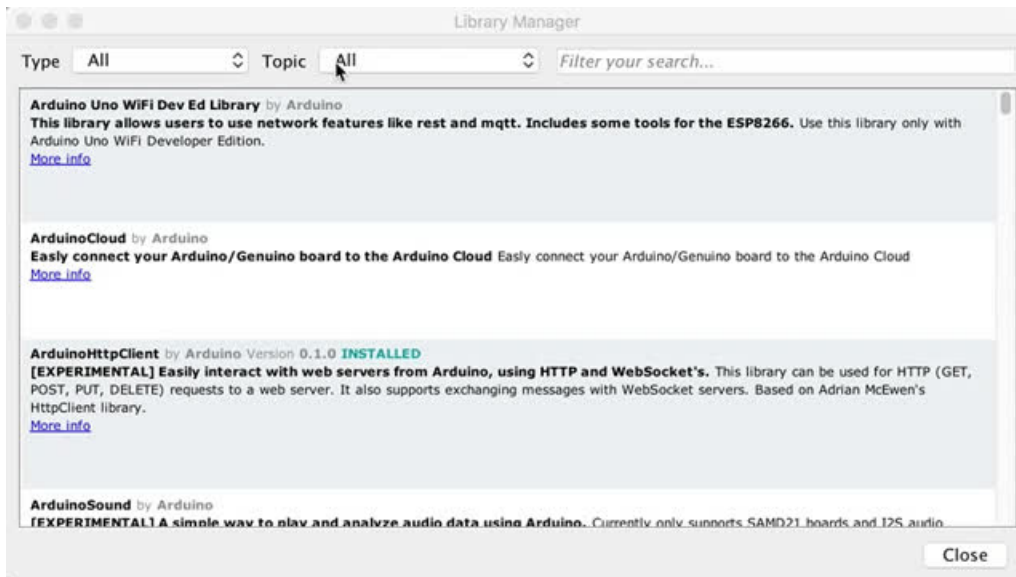 Library Manager
Type All Topic All Filter your search...
Arduino Uno WiFi Dev Ed Library by Arduino
This library allows users to use network features like rest and mqtt. Includes some tools for the ESP8266. Use this library only with
Arduino Uno WiFi Developer Edition.
More info
ArduinoCloud by Arduino
Easly connect your Arduino/Genuino board to the Arduino Cloud Easly connect your Arduino/Genuino board to the Arduino Cloud
More info
ArduinoHttpClient by Arduino Version 0.1.0 INSTALLED
[EXPERIMENTAL] Easily interact with web servers from Arduino, using HTTP and WebSocket's. This library can be used for HTTP (GET,
POST, PUT, DELETE) requests to a web server. It also supports exchanging messages with WebSocket servers. Based on Adrian McEwen's
HttpClient library.
More info
ArduinoSound by Arduino
[EXPERIMENTAL] A simple way to play and analyze audio data using Arduino. Currently only supports SAMD21 boards and I2S audio
Close